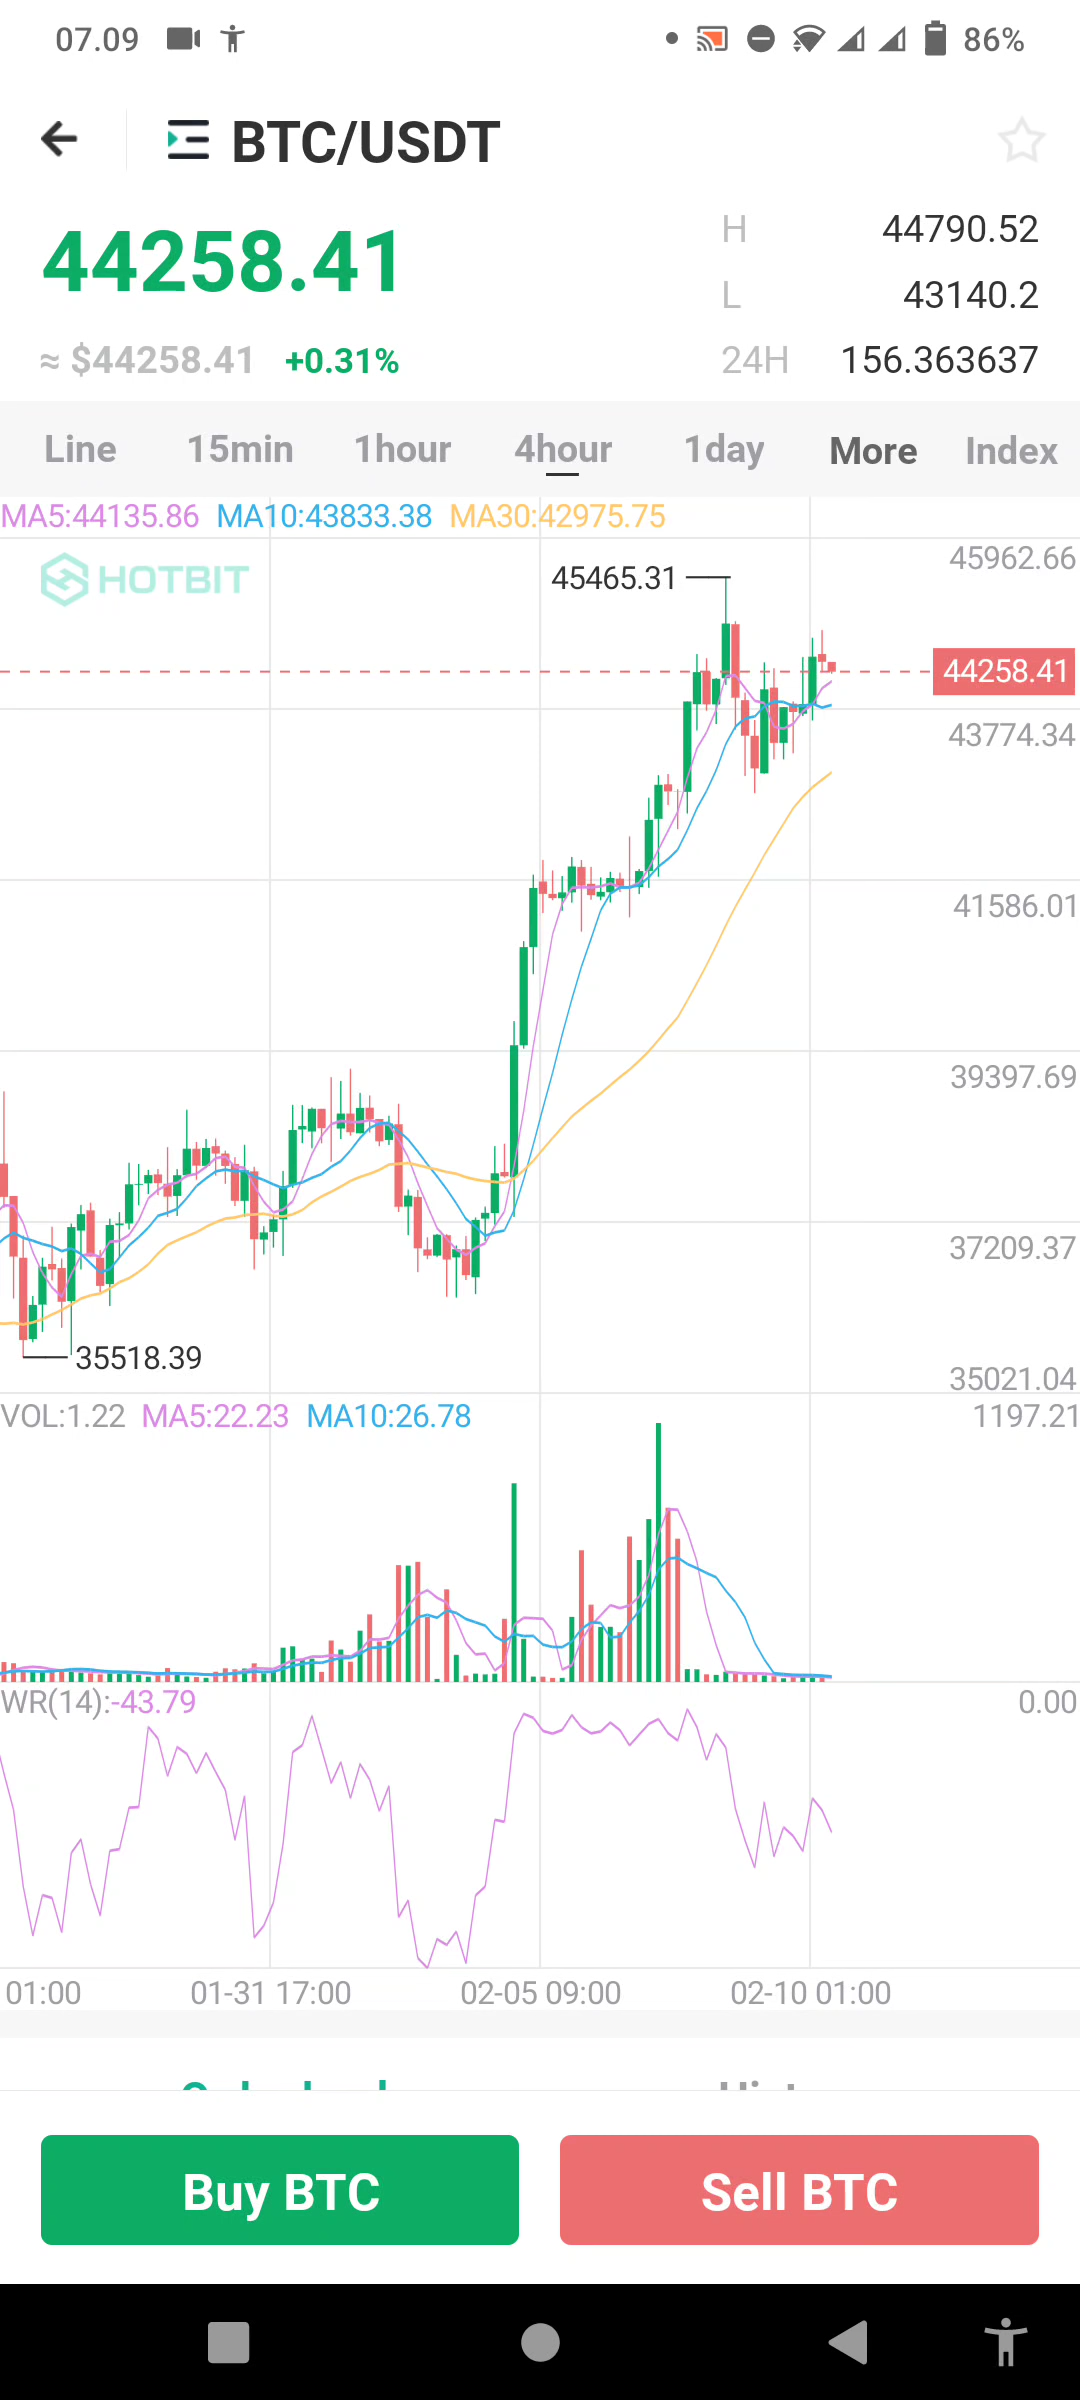 07.09 86%
BTC/USDT
44258.41
H 44790.52
L 43140.2
≈ $44258.41 +0.31%
24H 156.363637
Line 15min 1hour 4hour 1day More Index
MA5:44135.86 MA10:43833.38 MA30:42975.75
45962.66
HOTBIT
45465.31
44258.41
43774.34
41586.01
39397.69
37209.37
35518.39
35021.04
VOL:1.22 MA5:22.23 MA10:26.78 1197.21
WR(14):-43.79 0.00
01:00 01-31 17:00 02-05 09:00 02-10 01:00
Buy BTC Sell BTC